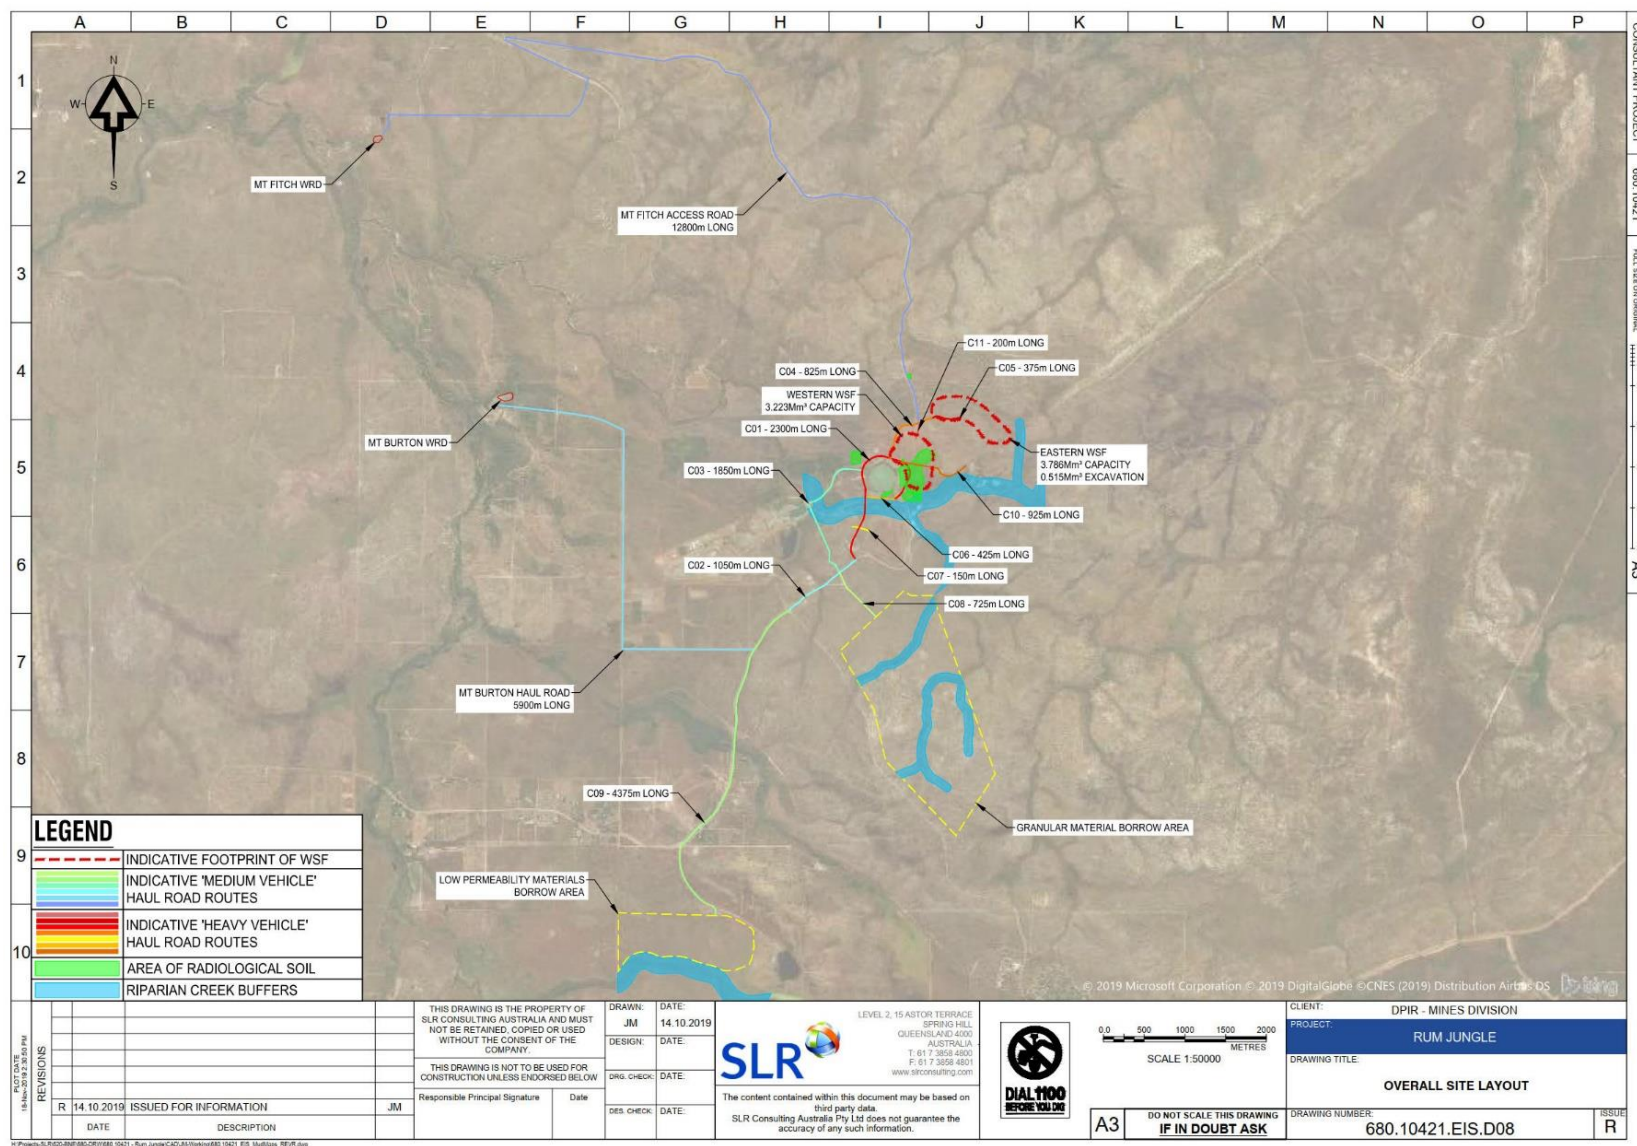 A B C D E F G H I J K L M N O P
1
2
3
4
5
6
7
8
9
10
N
W E
S
MT FITCH WRD
MT FITCH ACCESS ROAD
12800m LONG
C11 - 200m LONG
C04 - 825m LONG
C05 - 375m LONG
WESTERN WSF
3.223Mm³ CAPACITY
C01 - 2300m LONG
MT BURTON WRD
EASTERN WSF
3.786Mm³ CAPACITY
0.515Mm³ EXCAVATION
C03 - 1850m LONG
C10 - 925m LONG
C06 - 425m LONG
C02 - 1050m LONG
C07 - 150m LONG
C08 - 725m LONG
MT BURTON HAUL ROAD
5900m LONG
C09 - 4375m LONG
GRANULAR MATERIAL BORROW AREA
LOW PERMEABILITY MATERIALS
BORROW AREA
LEGEND
INDICATIVE FOOTPRINT OF WSF
INDICATIVE 'MEDIUM VEHICLE'
HAUL ROAD ROUTES
INDICATIVE 'HEAVY VEHICLE'
HAUL ROAD ROUTES
AREA OF RADIOLOGICAL SOIL
RIPARIAN CREEK BUFFERS
© 2019 Microsoft Corporation © 2019 DigitalGlobe ©CNES (2019) Distribution Airbus DS
REVISIONS
R 14.10.2019 ISSUED FOR INFORMATION JM
DATE DESCRIPTION
THIS DRAWING IS THE PROPERTY OF
SLR CONSULTING AUSTRALIA AND MUST
NOT BE RETAINED, COPIED OR USED
WITHOUT THE CONSENT OF THE
COMPANY.
THIS DRAWING IS NOT TO BE USED FOR
CONSTRUCTION UNLESS ENDORSED BELOW
Responsible Principal Signature Date
DRAWN: DATE:
JM 14.10.2019
DESIGN: DATE:
DRG. CHECK: DATE:
DES. CHECK: DATE:
SLR
LEVEL 2, 15 ASTOR TERRACE
SPRING HILL
QUEENSLAND 4000
AUSTRALIA
T: 61 7 3858 4800
F: 61 7 3858 4801
www.slrconsulting.com
The content contained within this document may be based on
third party data.
SLR Consulting Australia Pty Ltd does not guarantee the
accuracy of any such information.
DIAL 1100
BEFORE YOU DIG
0.0 500 1000 1500 2000
METRES
SCALE 1:50000
A3
DO NOT SCALE THIS DRAWING
IF IN DOUBT ASK
CLIENT: DPIR - MINES DIVISION
PROJECT: RUM JUNGLE
DRAWING TITLE:
OVERALL SITE LAYOUT
DRAWING NUMBER: ISSUE
680.10421.EIS.D08 R